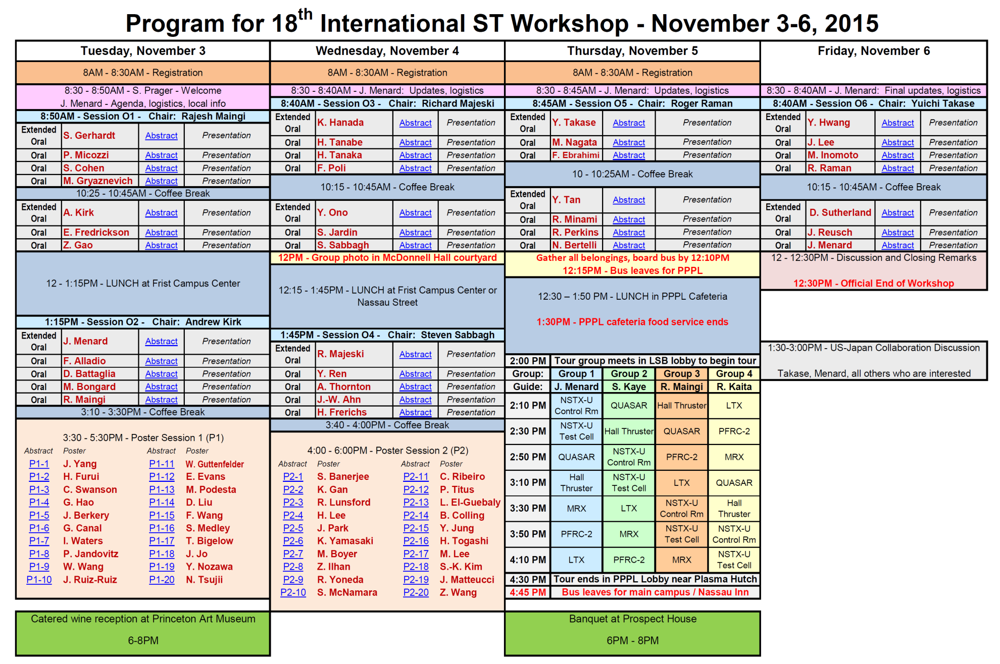 Program for 18th International ST Workshop - November 3-6, 2015
Tuesday, November 3
8AM - 8:30AM - Registration
8:30 - 8:50AM - S. Prager - Welcome
J. Menard - Agenda, logistics, local info
8:50AM - Session O1 - Chair: Rajesh Maingi
Extended Oral S. Gerhardt Abstract Presentation
Oral P. Micozzi Abstract Presentation
Oral S. Cohen Abstract Presentation
Oral M. Gryaznevich Abstract Presentation
10:25 - 10:45AM - Coffee Break
Extended Oral A. Kirk Abstract Presentation
Oral E. Fredrickson Abstract Presentation
Oral Z. Gao Abstract Presentation
12 - 1:15PM - LUNCH at Frist Campus Center
1:15PM - Session O2 - Chair: Andrew Kirk
Extended Oral J. Menard Abstract Presentation
Oral F. Alladio Abstract Presentation
Oral D. Battaglia Abstract Presentation
Oral M. Bongard Abstract Presentation
Oral R. Maingi Abstract Presentation
3:10 - 3:30PM - Coffee Break
3:30 - 5:30PM - Poster Session 1 (P1)
Abstract Poster Abstract Poster
P1-1 J. Yang P1-11 W. Guttenfelder
P1-2 H. Furui P1-12 E. Evans
P1-3 C. Swanson P1-13 M. Podesta
P1-4 G. Hao P1-14 D. Liu
P1-5 J. Berkery P1-15 F. Wang
P1-6 G. Canal P1-16 S. Medley
P1-7 I. Waters P1-17 T. Bigelow
P1-8 P. Jandovitz P1-18 J. Jo
P1-9 W. Wang P1-19 Y. Nozawa
P1-10 J. Ruiz-Ruiz P1-20 N. Tsujii
Catered wine reception at Princeton Art Museum
6-8PM
Wednesday, November 4
8AM - 8:30AM - Registration
8:30 - 8:40AM - J. Menard: Updates, logistics
8:40AM - Session O3 - Chair: Richard Majeski
Extended Oral K. Hanada Abstract Presentation
Oral H. Tanabe Abstract Presentation
Oral H. Tanaka Abstract Presentation
Oral F. Poli Abstract Presentation
10:15 - 10:45AM - Coffee Break
Extended Oral Y. Ono Abstract Presentation
Oral S. Jardin Abstract Presentation
Oral S. Sabbagh Abstract Presentation
12PM - Group photo in McDonnell Hall courtyard
12:15 - 1:45PM - LUNCH at Frist Campus Center or
Nassau Street
1:45PM - Session O4 - Chair: Steven Sabbagh
Extended Oral R. Majeski Abstract Presentation
Oral Y. Ren Abstract Presentation
Oral A. Thornton Abstract Presentation
Oral J.-W. Ahn Abstract Presentation
Oral H. Frerichs Abstract Presentation
3:40 - 4:00PM - Coffee Break
4:00 - 6:00PM - Poster Session 2 (P2)
Abstract Poster Abstract Poster
P2-1 S. Banerjee P2-11 C. Ribeiro
P2-2 K. Gan P2-12 P. Titus
P2-3 R. Lunsford P2-13 L. El-Guebaly
P2-4 H. Lee P2-14 B. Colling
P2-5 J. Park P2-15 Y. Jung
P2-6 K. Yamasaki P2-16 H. Togashi
P2-7 M. Boyer P2-17 M. Lee
P2-8 Z. Ilhan P2-18 S.-K. Kim
P2-9 R. Yoneda P2-19 J. Matteucci
P2-10 S. McNamara P2-20 Z. Wang
Thursday, November 5
8AM - 8:30AM - Registration
8:30 - 8:45AM - J. Menard: Updates, logistics
8:45AM - Session O5 - Chair: Roger Raman
Extended Oral Y. Takase Abstract Presentation
Oral M. Nagata Abstract Presentation
Oral F. Ebrahimi Abstract Presentation
10 - 10:25AM - Coffee Break
Extended Oral Y. Tan Abstract Presentation
Oral R. Minami Abstract Presentation
Oral R. Perkins Abstract Presentation
Oral N. Bertelli Abstract Presentation
Gather all belongings, board bus by 12:10PM
12:15PM - Bus leaves for PPPL
12:30 – 1:50 PM - LUNCH in PPPL Cafeteria
1:30PM - PPPL cafeteria food service ends
2:00 PM Tour group meets in LSB lobby to begin tour
Group: Group 1 Group 2 Group 3 Group 4
Guide: J. Menard S. Kaye R. Maingi R. Kaita
2:10 PM NSTX-U Control Rm QUASAR Hall Thruster LTX
2:30 PM NSTX-U Test Cell Hall Thruster QUASAR PFRC-2
2:50 PM QUASAR NSTX-U Control Rm PFRC-2 MRX
3:10 PM Hall Thruster NSTX-U Test Cell LTX QUASAR
3:30 PM MRX LTX NSTX-U Control Rm Hall Thruster
3:50 PM PFRC-2 MRX NSTX-U Test Cell NSTX-U Control Rm
4:10 PM LTX PFRC-2 MRX NSTX-U Test Cell
4:30 PM Tour ends in PPPL Lobby near Plasma Hutch
4:45 PM Bus leaves for main campus / Nassau Inn
Banquet at Prospect House
6PM - 8PM
Friday, November 6
8:30 - 8:40AM - J. Menard: Final updates, logistics
8:40AM - Session O6 - Chair: Yuichi Takase
Extended Oral Y. Hwang Abstract Presentation
Oral J. Lee Abstract Presentation
Oral M. Inomoto Abstract Presentation
Oral R. Raman Abstract Presentation
10:15 - 10:45AM - Coffee Break
Extended Oral D. Sutherland Abstract Presentation
Oral J. Reusch Abstract Presentation
Oral J. Menard Abstract Presentation
12 - 12:30PM - Discussion and Closing Remarks
12:30PM - Official End of Workshop
1:30-3:00PM - US-Japan Collaboration Discussion
Takase, Menard, all others who are interested